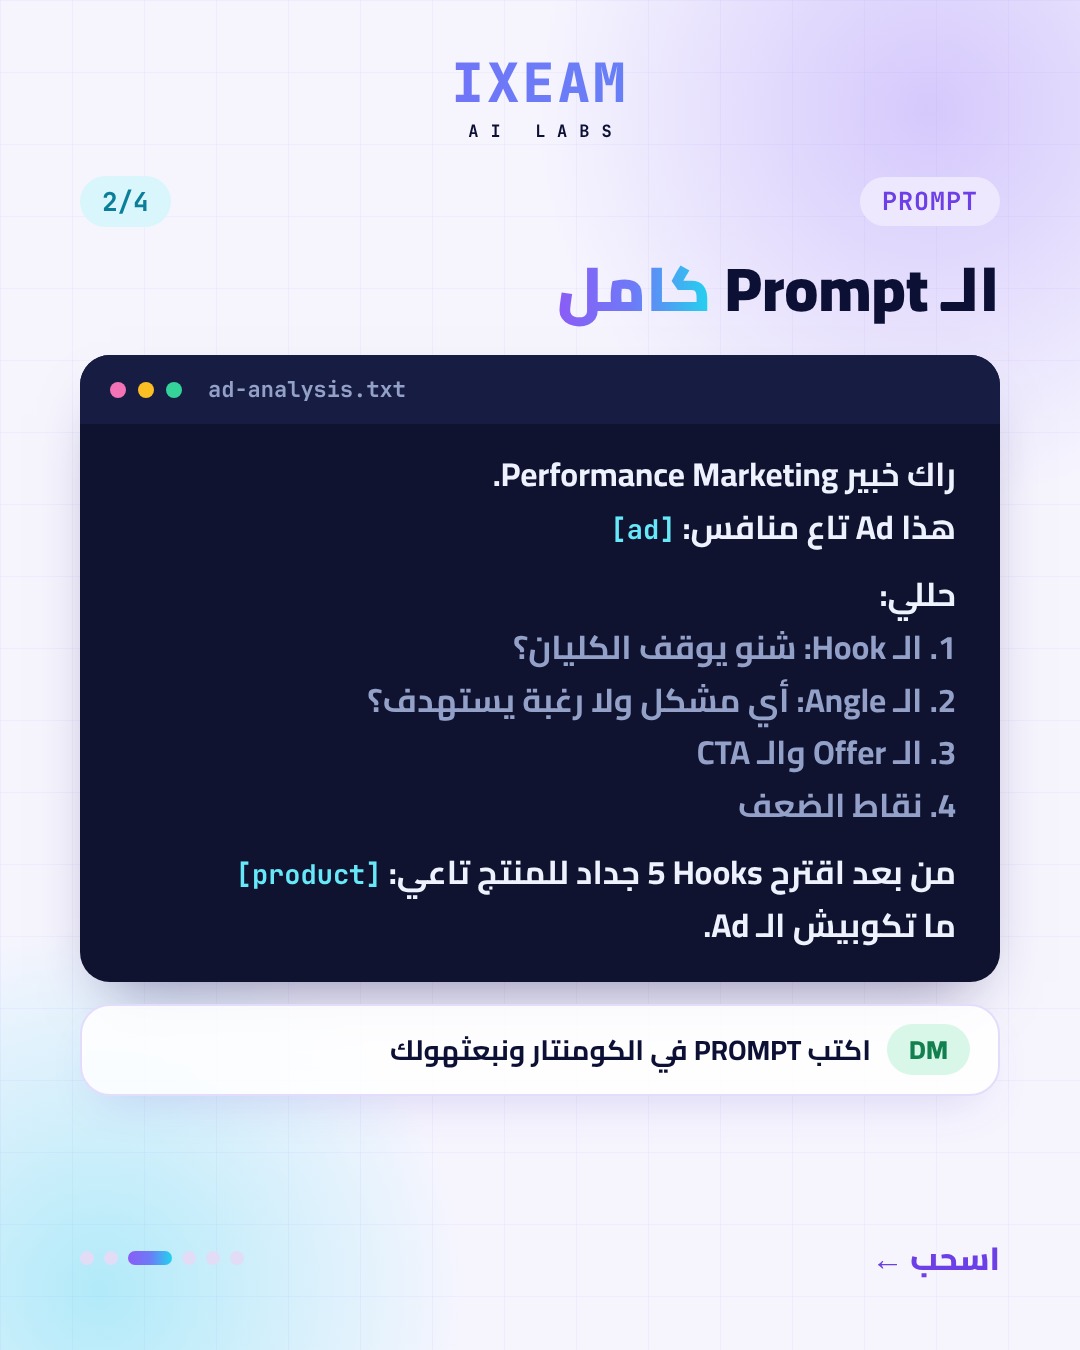 IXEAM
AI LABS
PROMPT
2/4
الـ Prompt كامل
ad-analysis.txt
راك خبير Performance Marketing.
هذا Ad تاع منافس: [ad]
حللي:
1. الـ Hook: شنو يوقف الكليان؟
2. الـ Angle: أي مشكل ولا رغبة يستهدف؟
3. الـ Offer والـ CTA
4. نقاط الضعف
من بعد اقترح 5 Hooks جداد للمنتج تاعي: [product]
ما تكوبيش الـ Ad.
DM اكتب PROMPT في الكومنتار ونبعثهولك
اسحب ←